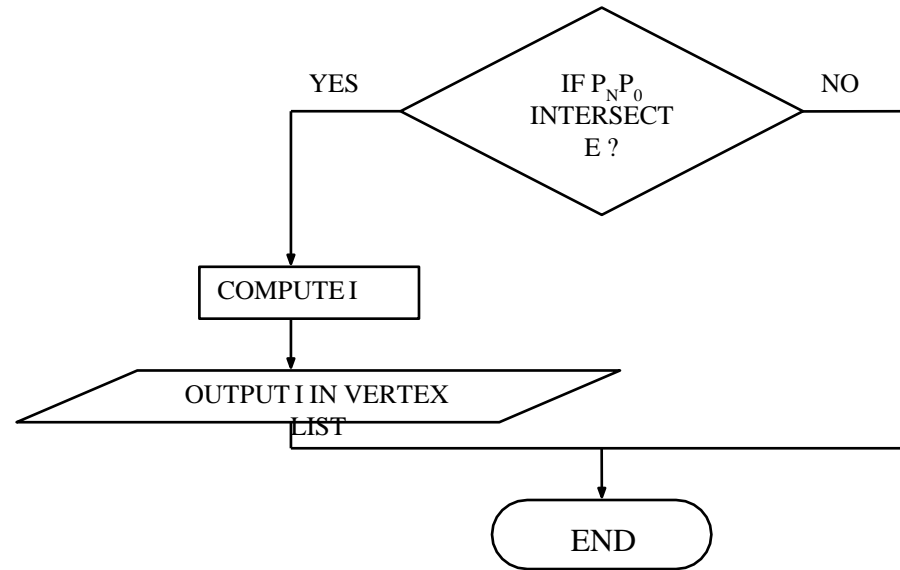 YES
IF PNP0
INTERSECT
E ?
NO
COMPUTE I
OUTPUT I IN VERTEX
LIST
END